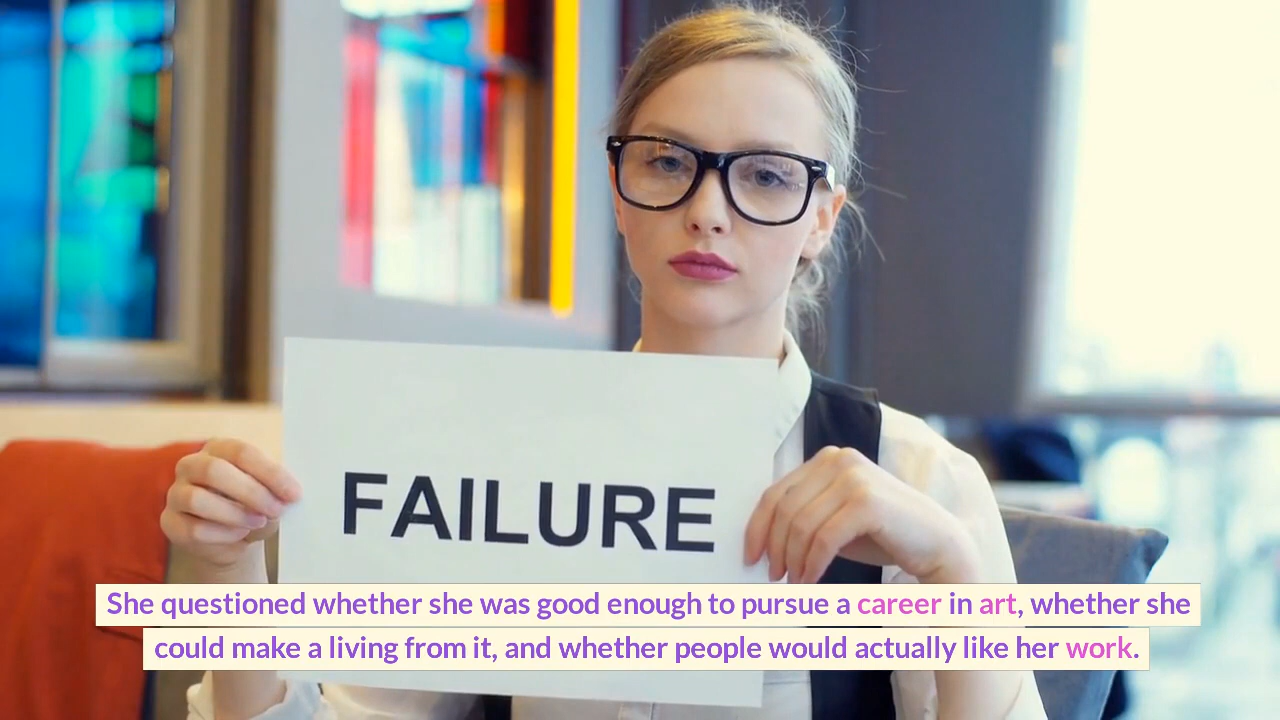 FAILURE
She questioned whether she was good enough to pursue a career in art, whether she
could make a living from it, and whether people would actually like her work.